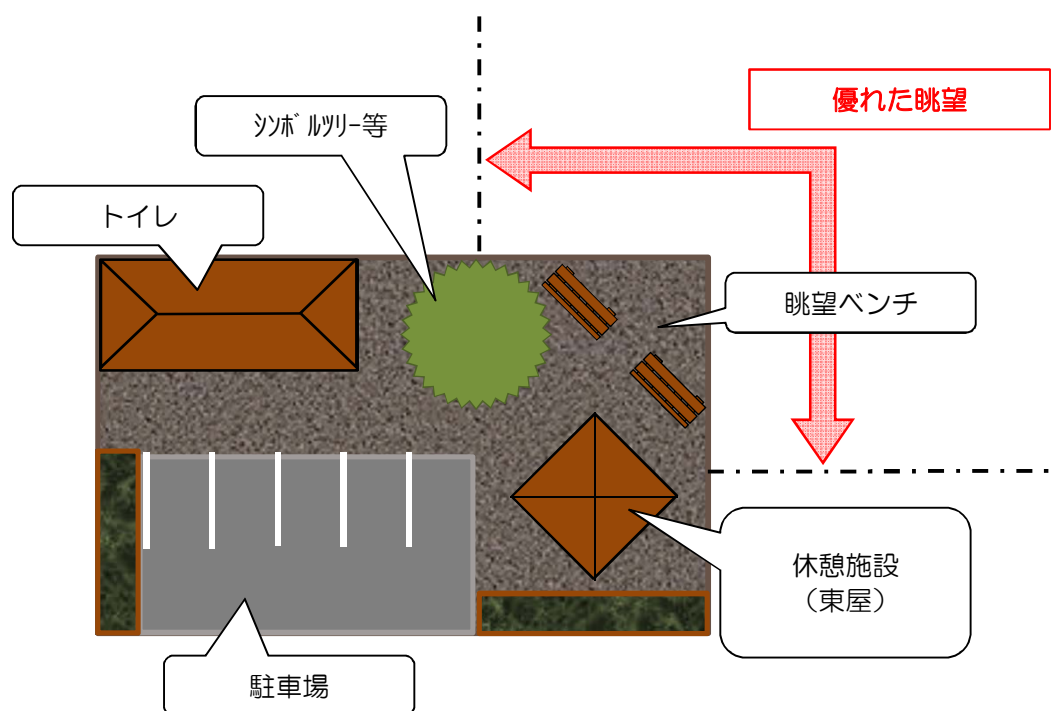 優れた眺望
ｼﾝﾎﾞﾙﾂﾘｰ等
トイレ
眺望ベンチ
休憩施設
（東屋）
駐車場